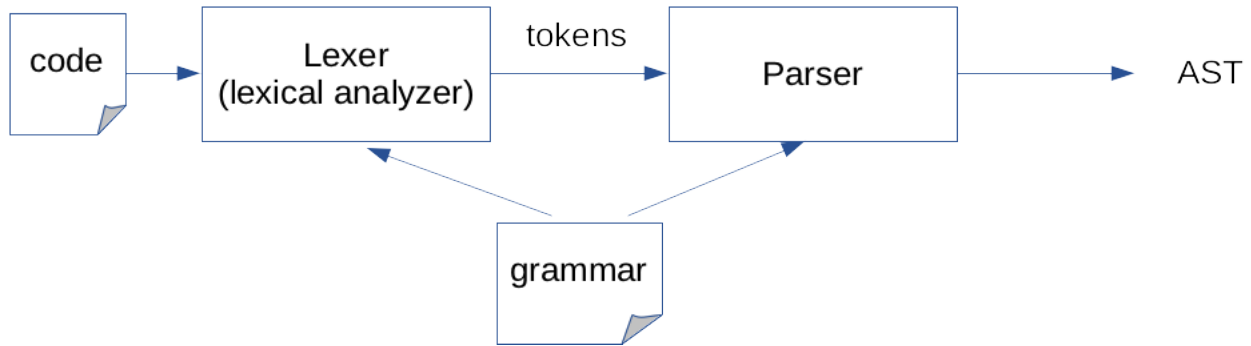 code
Lexer
(lexical analyzer)
tokens
Parser
AST
grammar